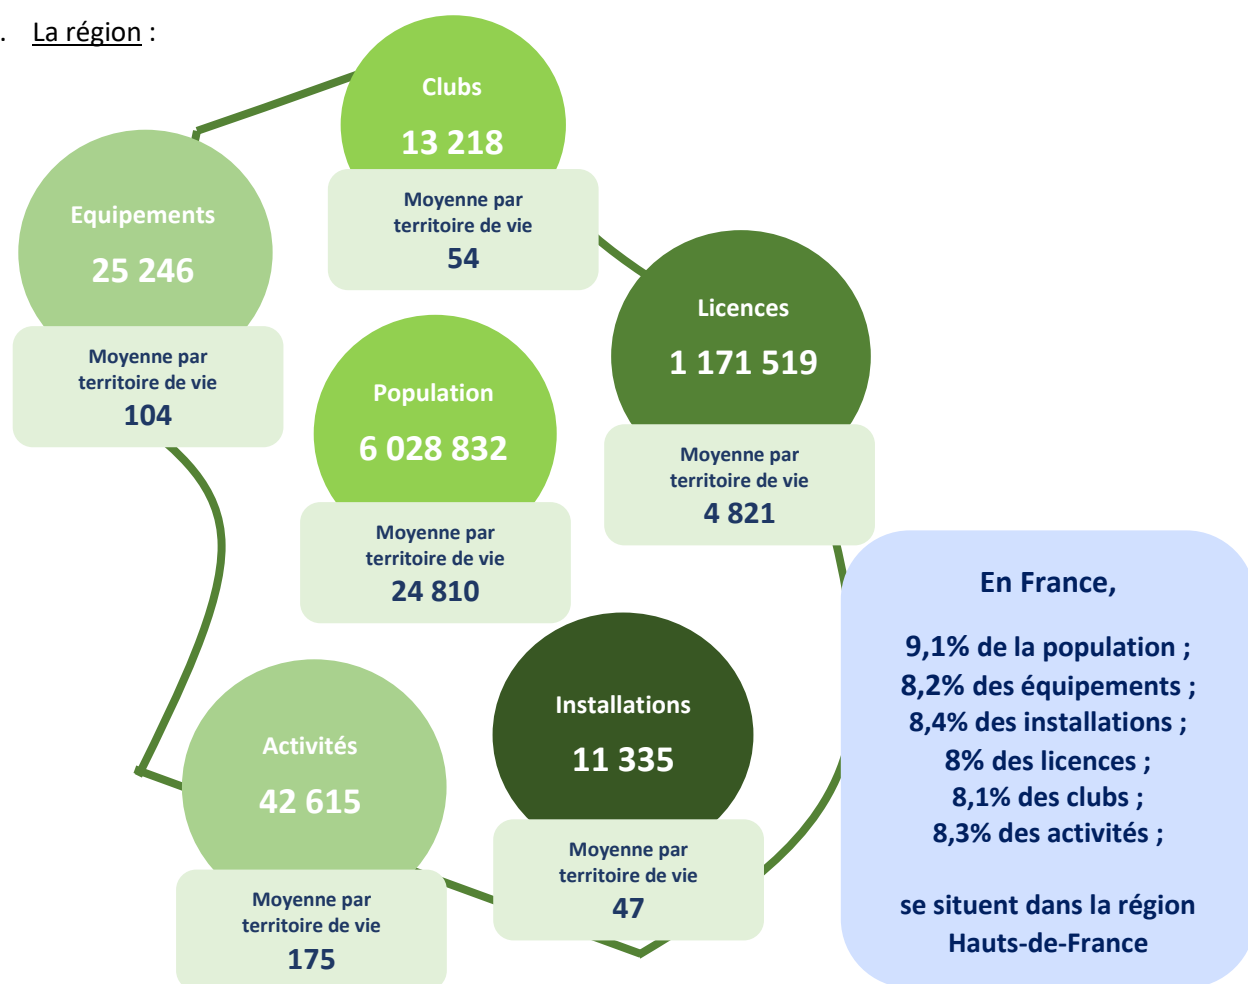 . La région :
Clubs
13 218
Moyenne par
territoire de vie
54
Equipements
25 246
Moyenne par
territoire de vie
104
Licences
1 171 519
Moyenne par
territoire de vie
4 821
Population
6 028 832
Moyenne par
territoire de vie
24 810
Activités
42 615
Moyenne par
territoire de vie
175
Installations
11 335
Moyenne par
territoire de vie
47
En France,
9,1% de la population ;
8,2% des équipements ;
8,4% des installations ;
8% des licences ;
8,1% des clubs ;
8,3% des activités ;
se situent dans la région
Hauts-de-France